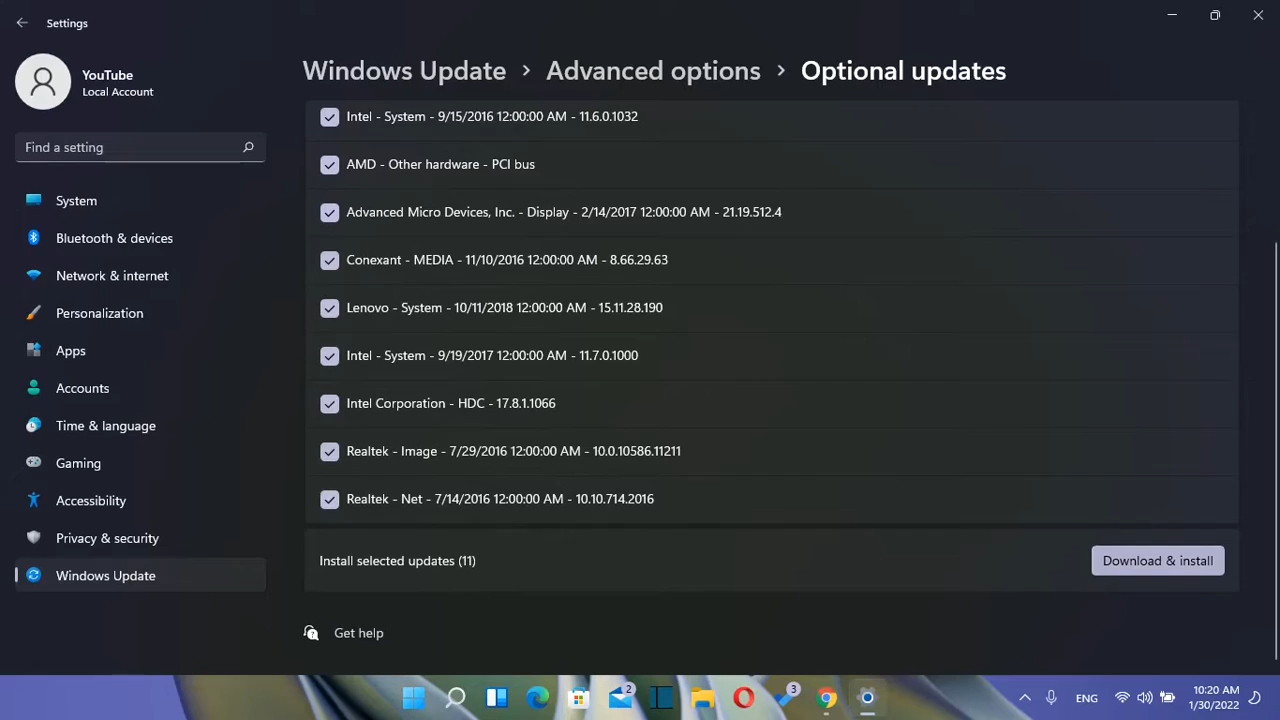 Settings
YouTube
Local Account
Find a setting
System
Bluetooth & devices
Network & internet
Personalization
Apps
Accounts
Time & language
Gaming
Accessibility
Privacy & security
Windows Update
Windows Update > Advanced options > Optional updates
Intel - System - 9/15/2016 12:00:00 AM - 11.6.0.1032
AMD - Other hardware - PCI bus
Advanced Micro Devices, Inc. - Display - 2/14/2017 12:00:00 AM - 21.19.512.4
Conexant - MEDIA - 11/10/2016 12:00:00 AM - 8.66.29.63
Lenovo - System - 10/11/2018 12:00:00 AM - 15.11.28.190
Intel - System - 9/19/2017 12:00:00 AM - 11.7.0.1000
Intel Corporation - HDC - 17.8.1.1066
Realtek - Image - 7/29/2016 12:00:00 AM - 10.0.10586.11211
Realtek - Net - 7/14/2016 12:00:00 AM - 10.10.714.2016
Install selected updates (11)
Download & install
Get help
2
3
ENG
10:20 AM
1/30/2022